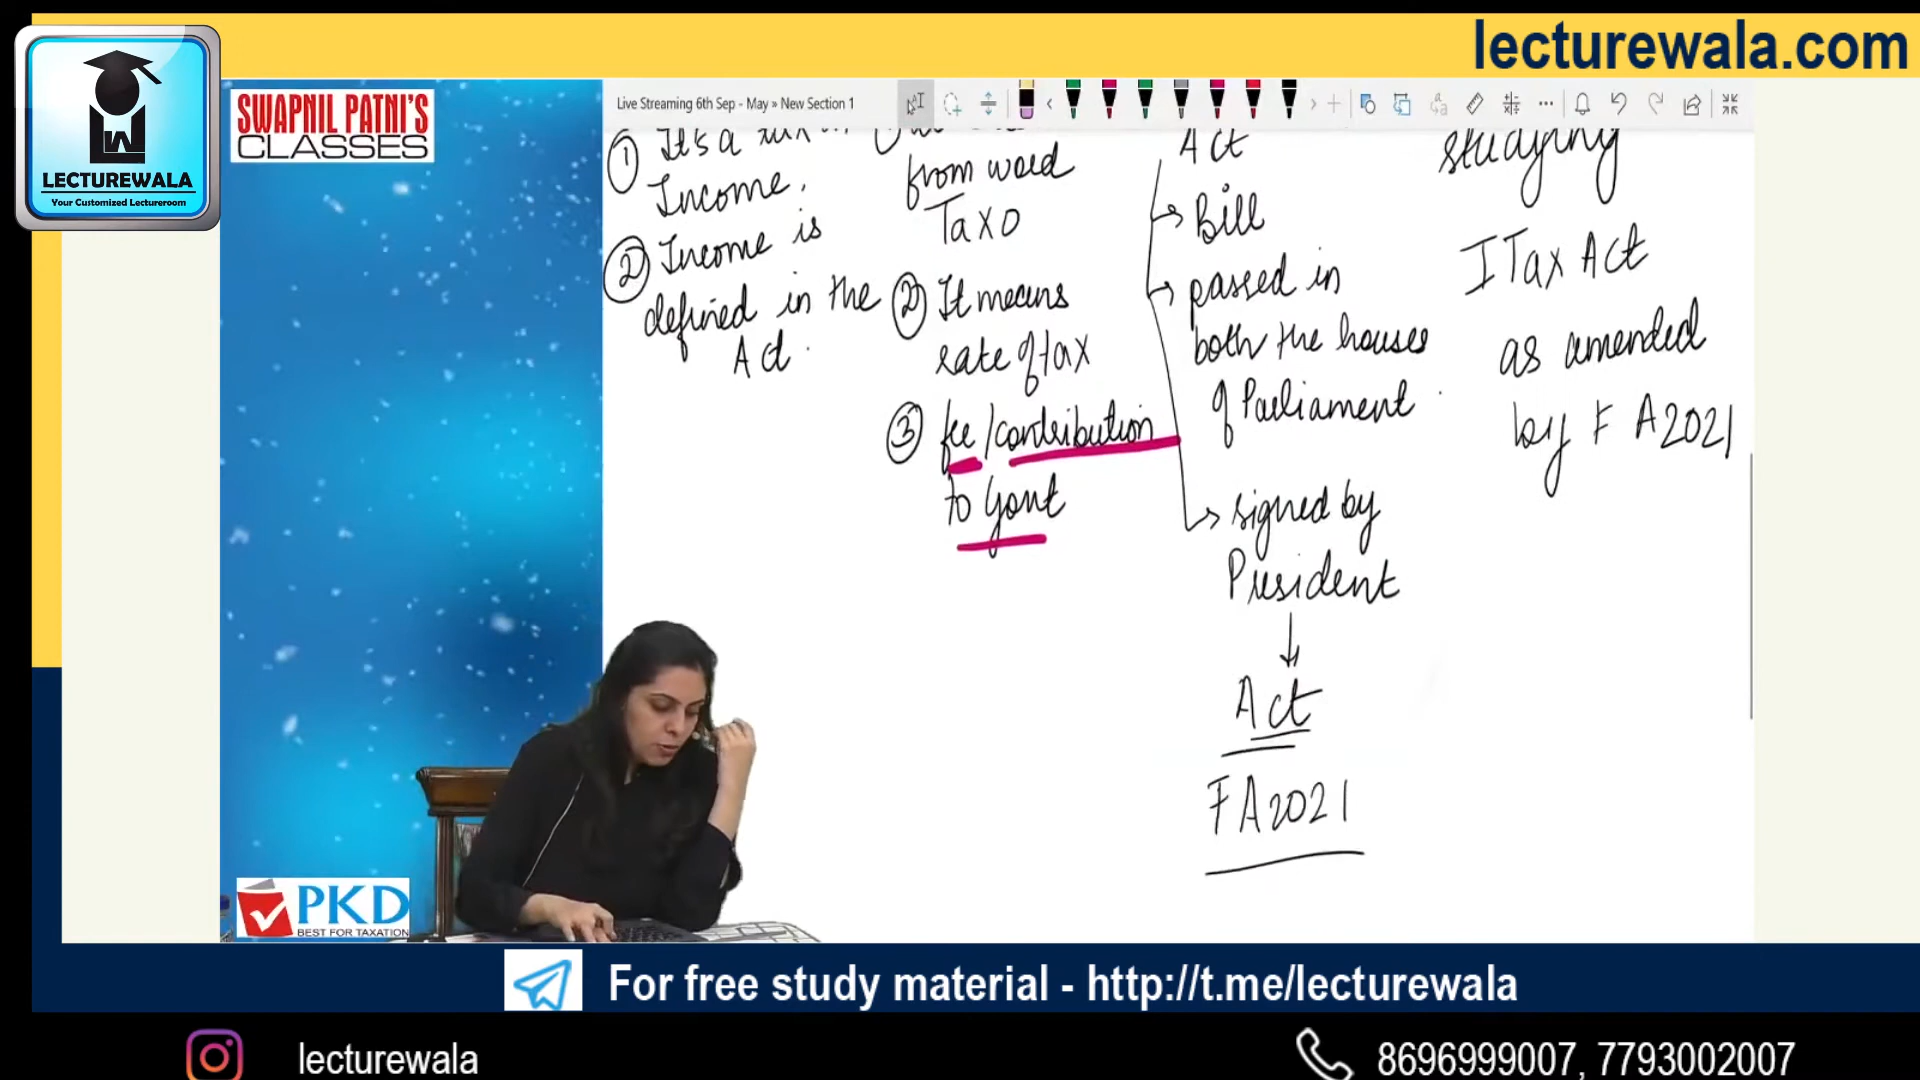 lecturewala.com
LECTUREWALA
Your Customized Lectureroom
SWAPNIL PATNI'S
CLASSES
Live Streaming 6th Sep - May » New Section 1
① It's a
Income.
② Income is
defined in the
Act.
from word
Taxo
② It means
rate of tax
③ fee / contribution
to Govt
Act
→ Bill
→ passed in
both the houses
of Parliament.
→ signed by
President
↓
Act
FA2021
studying
I Tax Act
as amended
by F A2021
PKD
BEST FOR TAXATION
For free study material - http://t.me/lecturewala
lecturewala
8696999007, 7793002007